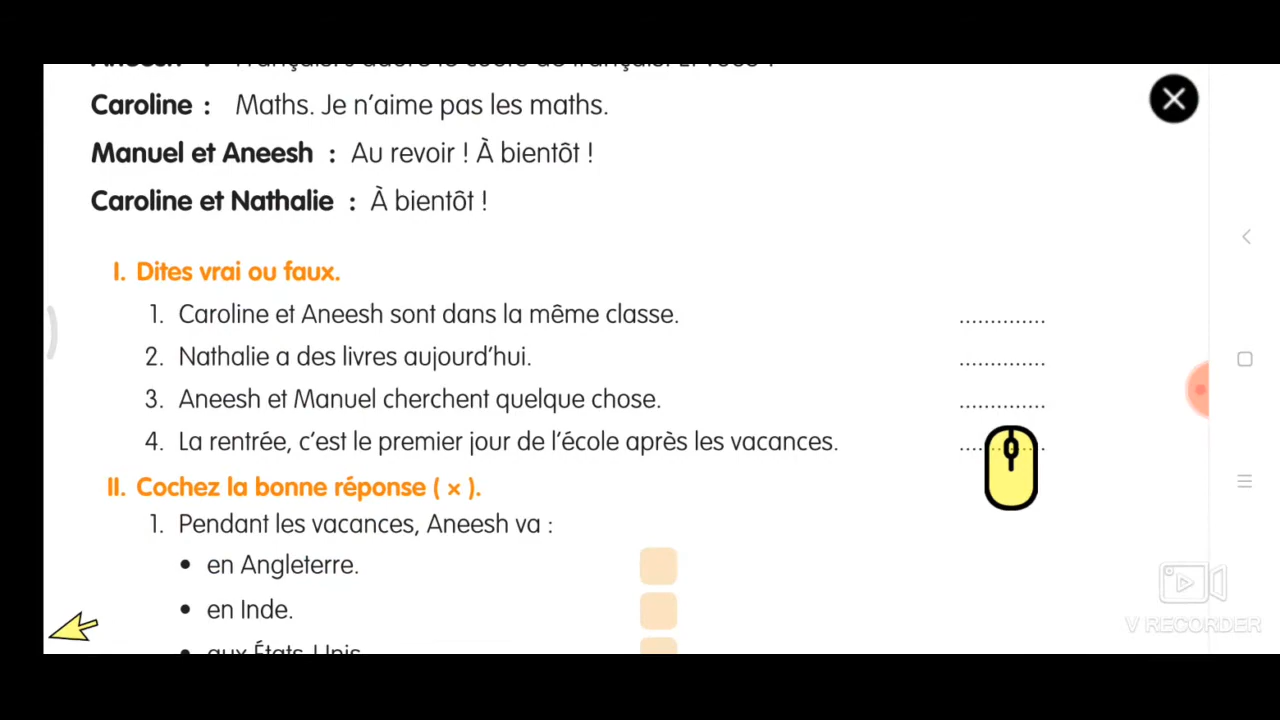 Caroline : Maths. Je n'aime pas les maths.
Manuel et Aneesh : Au revoir ! À bientôt !
Caroline et Nathalie : À bientôt !
I. Dites vrai ou faux.
1. Caroline et Aneesh sont dans la même classe. ..............
2. Nathalie a des livres aujourd'hui. ..............
3. Aneesh et Manuel cherchent quelque chose. ..............
4. La rentrée, c'est le premier jour de l'école après les vacances. ....
II. Cochez la bonne réponse ( × ).
1. Pendant les vacances, Aneesh va :
• en Angleterre.
• en Inde.
• aux États-Unis
V RECORDER